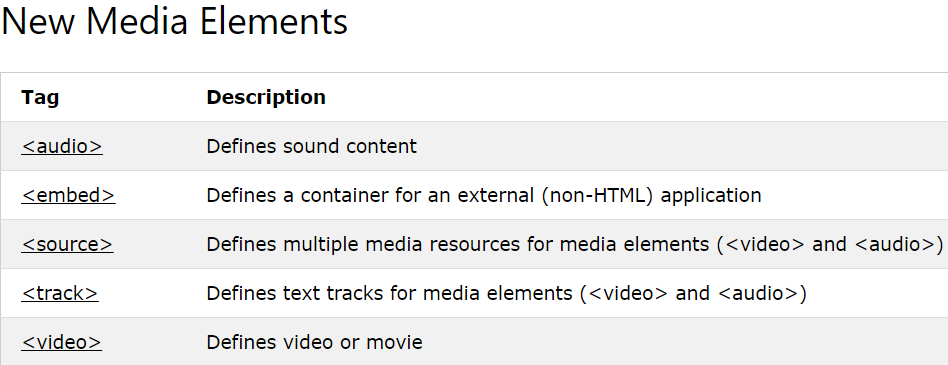 New Media Elements
Tag Description
<audio> Defines sound content
<embed> Defines a container for an external (non-HTML) application
<source> Defines multiple media resources for media elements (<video> and <audio>)
<track> Defines text tracks for media elements (<video> and <audio>)
<video> Defines video or movie